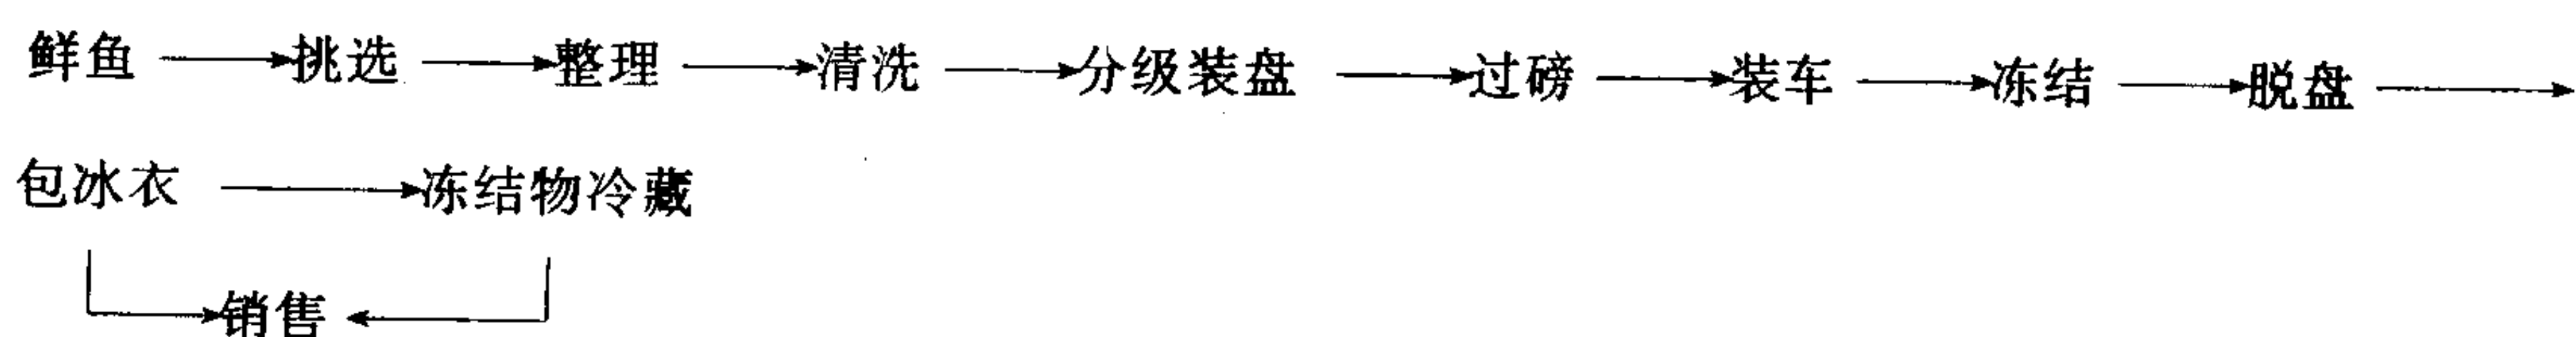 鲜鱼 → 挑选 → 整理 → 清洗 → 分级装盘 → 过磅 → 装车 → 冻结 → 脱盘 →
包冰衣 → 冻结物冷藏
销售